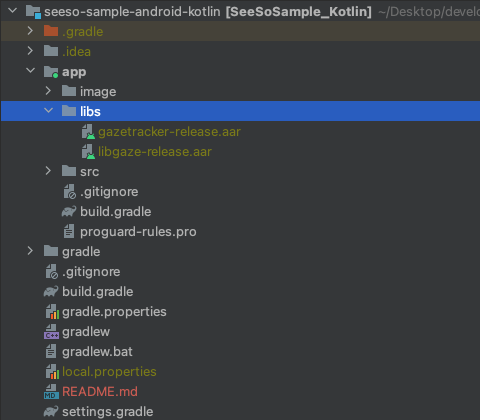 seeso-sample-android-kotlin [SeeSoSample_Kotlin] ~/Desktop/develo
.gradle
.idea
app
image
libs
gazetracker-release.aar
libgaze-release.aar
src
.gitignore
build.gradle
proguard-rules.pro
gradle
.gitignore
build.gradle
gradle.properties
C++ gradlew
gradlew.bat
local.properties
MD README.md
settings.gradle